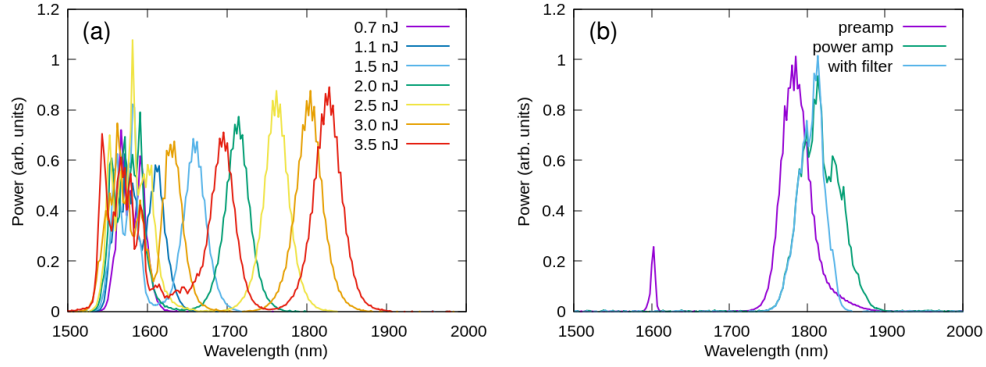 (a)
0.7 nJ
1.1 nJ
1.5 nJ
2.0 nJ
2.5 nJ
3.0 nJ
3.5 nJ
Power (arb. units)
1.2
1
0.8
0.6
0.4
0.2
0
1500 1600 1700 1800 1900 2000
Wavelength (nm)
(b)
preamp
power amp
with filter
Power (arb. units)
1.2
1
0.8
0.6
0.4
0.2
0
1500 1600 1700 1800 1900 2000
Wavelength (nm)